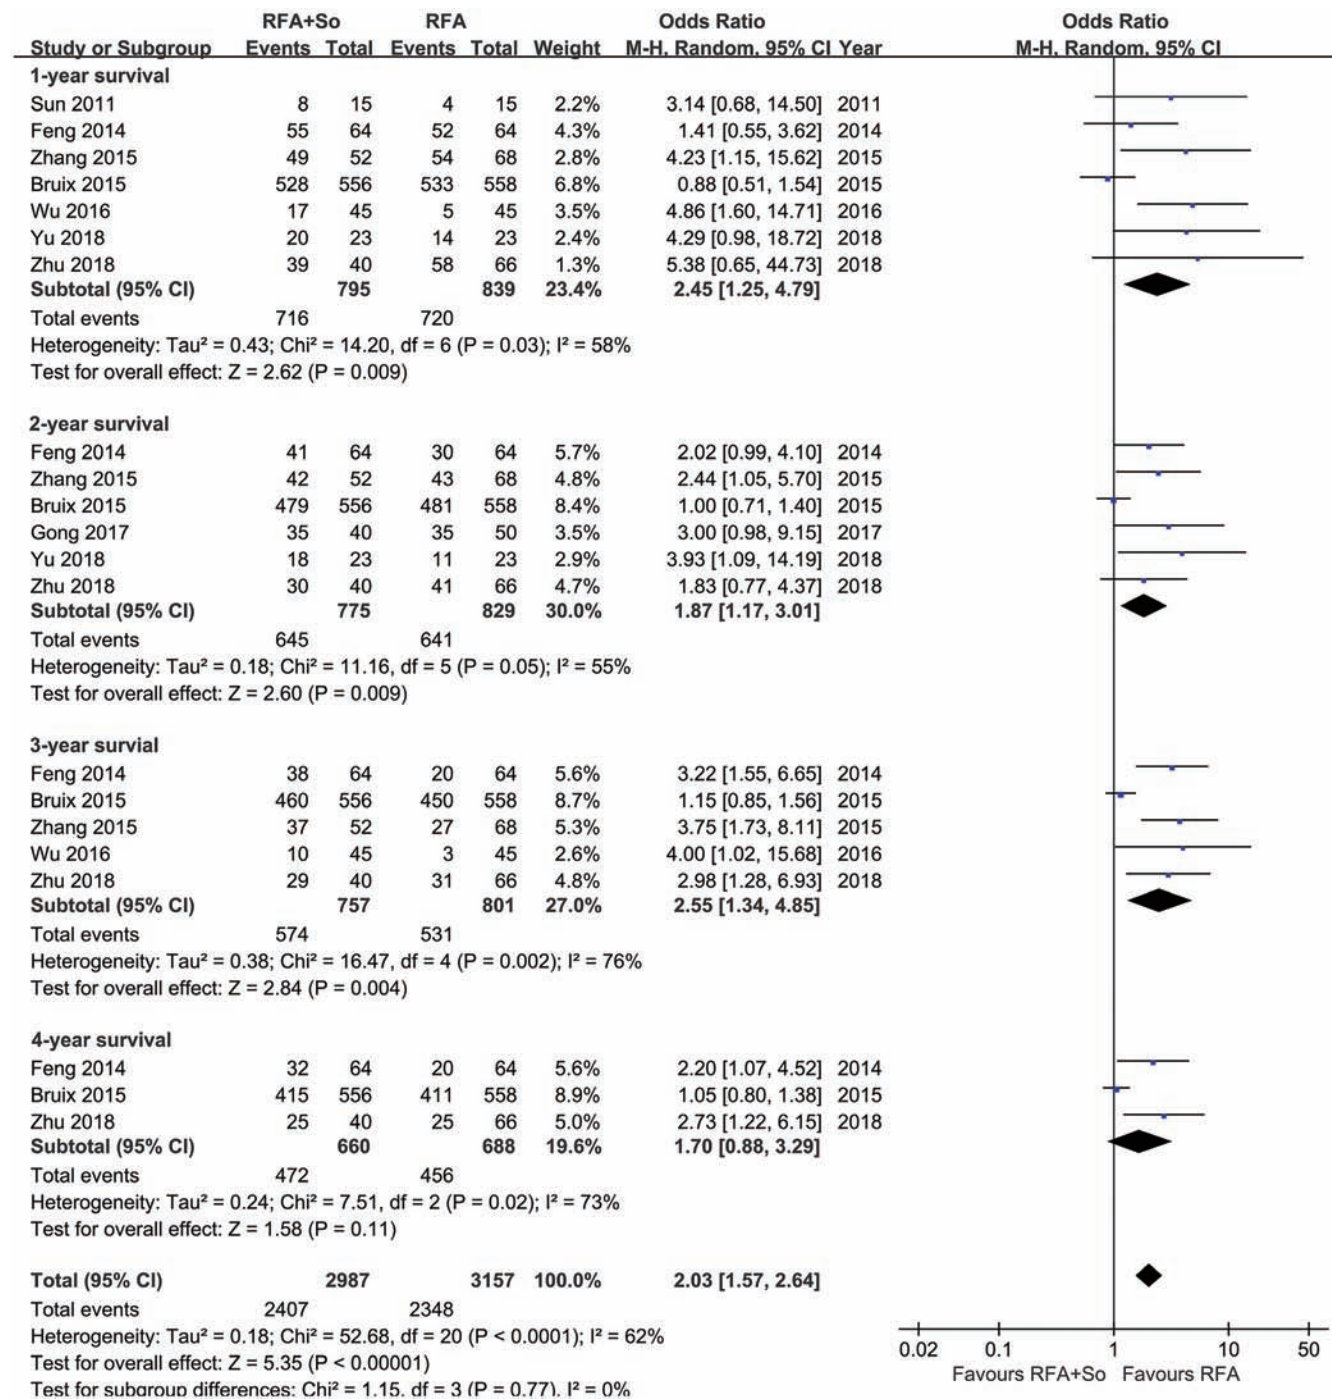 RFA+So RFA Odds Ratio Odds Ratio
Study or Subgroup Events Total Events Total Weight M-H, Random, 95% CI Year M-H, Random, 95% CI
1-year survival
Sun 2011 8 15 4 15 2.2% 3.14 [0.68, 14.50] 2011
Feng 2014 55 64 52 64 4.3% 1.41 [0.55, 3.62] 2014
Zhang 2015 49 52 54 68 2.8% 4.23 [1.15, 15.62] 2015
Bruix 2015 528 556 533 558 6.8% 0.88 [0.51, 1.54] 2015
Wu 2016 17 45 5 45 3.5% 4.86 [1.60, 14.71] 2016
Yu 2018 20 23 14 23 2.4% 4.29 [0.98, 18.72] 2018
Zhu 2018 39 40 58 66 1.3% 5.38 [0.65, 44.73] 2018
Subtotal (95% CI) 795 839 23.4% 2.45 [1.25, 4.79]
Total events 716 720
Heterogeneity: Tau² = 0.43; Chi² = 14.20, df = 6 (P = 0.03); I² = 58%
Test for overall effect: Z = 2.62 (P = 0.009)
2-year survival
Feng 2014 41 64 30 64 5.7% 2.02 [0.99, 4.10] 2014
Zhang 2015 42 52 43 68 4.8% 2.44 [1.05, 5.70] 2015
Bruix 2015 479 556 481 558 8.4% 1.00 [0.71, 1.40] 2015
Gong 2017 35 40 35 50 3.5% 3.00 [0.98, 9.15] 2017
Yu 2018 18 23 11 23 2.9% 3.93 [1.09, 14.19] 2018
Zhu 2018 30 40 41 66 4.7% 1.83 [0.77, 4.37] 2018
Subtotal (95% CI) 775 829 30.0% 1.87 [1.17, 3.01]
Total events 645 641
Heterogeneity: Tau² = 0.18; Chi² = 11.16, df = 5 (P = 0.05); I² = 55%
Test for overall effect: Z = 2.60 (P = 0.009)
3-year survial
Feng 2014 38 64 20 64 5.6% 3.22 [1.55, 6.65] 2014
Bruix 2015 460 556 450 558 8.7% 1.15 [0.85, 1.56] 2015
Zhang 2015 37 52 27 68 5.3% 3.75 [1.73, 8.11] 2015
Wu 2016 10 45 3 45 2.6% 4.00 [1.02, 15.68] 2016
Zhu 2018 29 40 31 66 4.8% 2.98 [1.28, 6.93] 2018
Subtotal (95% CI) 757 801 27.0% 2.55 [1.34, 4.85]
Total events 574 531
Heterogeneity: Tau² = 0.38; Chi² = 16.47, df = 4 (P = 0.002); I² = 76%
Test for overall effect: Z = 2.84 (P = 0.004)
4-year survival
Feng 2014 32 64 20 64 5.6% 2.20 [1.07, 4.52] 2014
Bruix 2015 415 556 411 558 8.9% 1.05 [0.80, 1.38] 2015
Zhu 2018 25 40 25 66 5.0% 2.73 [1.22, 6.15] 2018
Subtotal (95% CI) 660 688 19.6% 1.70 [0.88, 3.29]
Total events 472 456
Heterogeneity: Tau² = 0.24; Chi² = 7.51, df = 2 (P = 0.02); I² = 73%
Test for overall effect: Z = 1.58 (P = 0.11)
Total (95% CI) 2987 3157 100.0% 2.03 [1.57, 2.64]
Total events 2407 2348
Heterogeneity: Tau² = 0.18; Chi² = 52.68, df = 20 (P < 0.0001); I² = 62%
Test for overall effect: Z = 5.35 (P < 0.00001)
Test for subgroup differences: Chi² = 1.15, df = 3 (P = 0.77), I² = 0%
0.02 0.1 1 10 50
Favours RFA+So Favours RFA